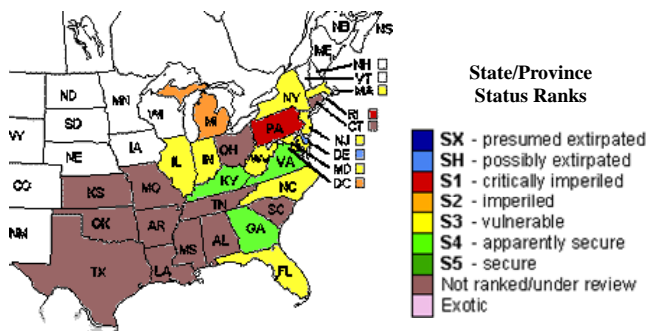 NB
NS
ME
NH
VT
MA
ND
MN
WI
MI
NY
SD
WY
RI
CT
PA
NE
IA
NJ
DE
MD
DC
IL
IN
OH
WV
VA
CO
KS
MO
KY
NC
TN
OK
AR
SC
NM
MS
AL
GA
TX
LA
FL
State/Province
Status Ranks
SX - presumed extirpated
SH - possibly extirpated
S1 - critically imperiled
S2 - imperiled
S3 - vulnerable
S4 - apparently secure
S5 - secure
Not ranked/under review
Exotic